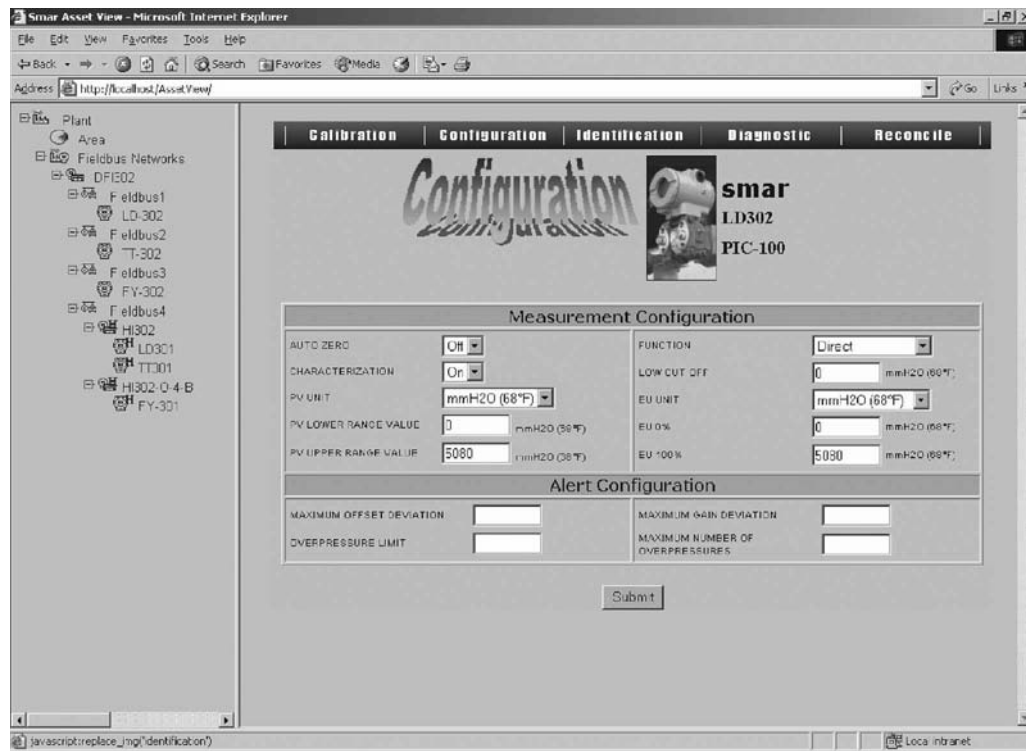 Smar Asset View - Microsoft Internet Explorer
File Edit View Favorites Tools Help
Back Search Favorites Media
Address http://localhost/AssetView/ Go Links
Plant
Area
Fieldbus Networks
DFI302
Fieldbus1
LD-302
Fieldbus2
TT-302
Fieldbus3
FY-302
Fieldbus4
HI302
LD301
TT301
HI302-O-4-B
FY-301
Calibration Configuration Identification Diagnostic Reconcile
Configuration
smar
LD302
PIC-100
Measurement Configuration
AUTO ZERO Off FUNCTION Direct
CHARACTERIZATION On LOW CUT OFF 0 mmH2O (68°F)
PV UNIT mmH2O (68°F) EU UNIT mmH2O (68°F)
PV LOWER RANGE VALUE 0 mmH2O (68°F) EU 0% 0 mmH2O (68°F)
PV UPPER RANGE VALUE 5080 mmH2O (68°F) EU 100% 5080 mmH2O (68°F)
Alert Configuration
MAXIMUM OFFSET DEVIATION MAXIMUM GAIN DEVIATION
OVERPRESSURE LIMIT MAXIMUM NUMBER OF OVERPRESSURES
Submit
javascript:replace_img("identification") Local intranet